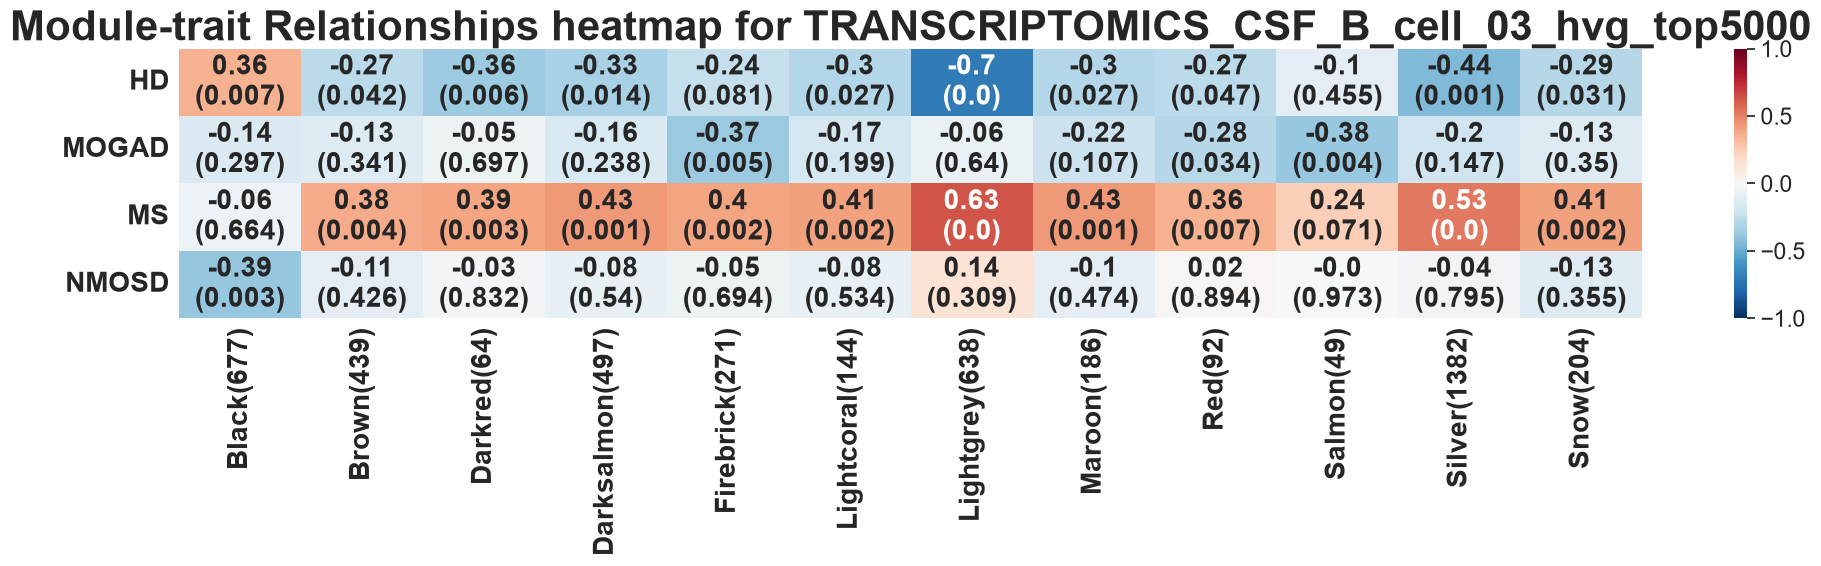 Module-trait Relationships heatmap for TRANSCRIPTOMICS_CSF_B_cell_03_hvg_top5000
HD
0.36 -0.27 -0.36 -0.33 -0.24 -0.3 -0.7 -0.3 -0.27 -0.1 -0.44 -0.29
(0.007) (0.042) (0.006) (0.014) (0.081) (0.027) (0.0) (0.027) (0.047) (0.455) (0.001) (0.031)
MOGAD
-0.14 -0.13 -0.05 -0.16 -0.37 -0.17 -0.06 -0.22 -0.28 -0.38 -0.2 -0.13
(0.297) (0.341) (0.697) (0.238) (0.005) (0.199) (0.64) (0.107) (0.034) (0.004) (0.147) (0.35)
MS
-0.06 0.38 0.39 0.43 0.4 0.41 0.63 0.43 0.36 0.24 0.53 0.41
(0.664) (0.004) (0.003) (0.001) (0.002) (0.002) (0.0) (0.001) (0.007) (0.071) (0.0) (0.002)
NMOSD
-0.39 -0.11 -0.03 -0.08 -0.05 -0.08 0.14 -0.1 0.02 -0.0 -0.04 -0.13
(0.003) (0.426) (0.832) (0.54) (0.694) (0.534) (0.309) (0.474) (0.894) (0.973) (0.795) (0.355)
Black(677)
Brown(439)
Darkred(64)
Darksalmon(497)
Firebrick(271)
Lightcoral(144)
Lightgrey(638)
Maroon(186)
Red(92)
Salmon(49)
Silver(1382)
Snow(204)
1.0
0.5
0.0
−0.5
−1.0